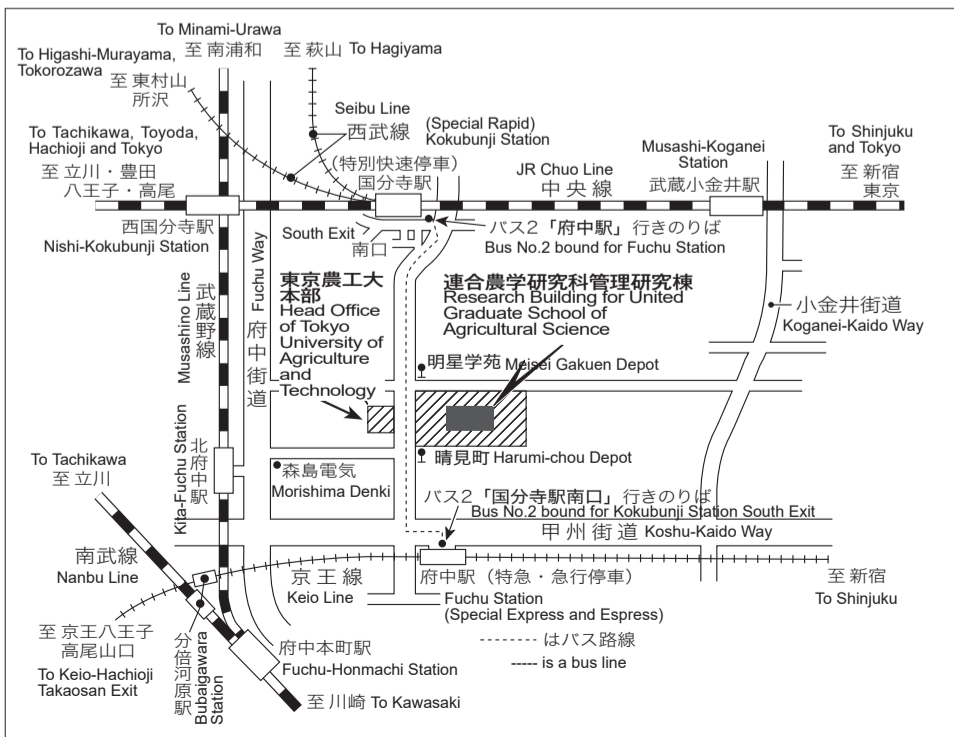 To Minami-Urawa
至 南浦和
至 萩山 To Hagiyama
To Higashi-Murayama,
Tokorozawa
至 東村山
所沢
Seibu Line
西武線
(Special Rapid)
Kokubunji Station
(特別快速停車)
国分寺駅
To Tachikawa, Toyoda,
Hachioji and Tokyo
至 立川・豊田
八王子・高尾
JR Chuo Line
中央線
Musashi-Koganei
Station
武蔵小金井駅
To Shinjuku
and Tokyo
至 新宿
東京
西国分寺駅
Nishi-Kokubunji Station
South Exit
南口
バス2「府中駅」行きのりば
Bus No.2 bound for Fuchu Station
Musashino Line
武蔵野線
Fuchu Way
府中街道
東京農工大
本部
Head Office
of Tokyo
University of
Agriculture
and
Technology
連合農学研究科管理研究棟
Research Building for United
Graduate School of
Agricultural Science
小金井街道
Koganei-Kaido Way
明星学苑 Meisei Gakuen Depot
Kita-Fuchu Station
北府中駅
森島電気
Morishima Denki
晴見町 Harumi-chou Depot
To Tachikawa
至 立川
バス2「国分寺駅南口」行きのりば
Bus No.2 bound for Kokubunji Station South Exit
甲州街道 Koshu-Kaido Way
南武線
Nanbu Line
京王線
Keio Line
府中駅(特急・急行停車)
Fuchu Station
(Special Express and Espress)
至 新宿
To Shinjuku
至 京王八王子
高尾山口
To Keio-Hachioji
Takaosan Exit
分倍河原駅
Bubaigawara
Station
府中本町駅
Fuchu-Honmachi Station
至 川崎 To Kawasaki
------- はバス路線
----- is a bus line